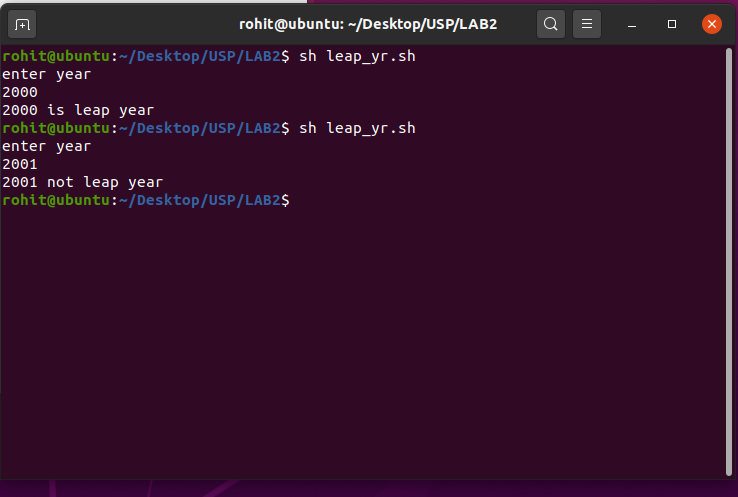 rohit@ubuntu: ~/Desktop/USP/LAB2
rohit@ubuntu:~/Desktop/USP/LAB2$ sh leap_yr.sh
enter year
2000
2000 is leap year
rohit@ubuntu:~/Desktop/USP/LAB2$ sh leap_yr.sh
enter year
2001
2001 not leap year
rohit@ubuntu:~/Desktop/USP/LAB2$